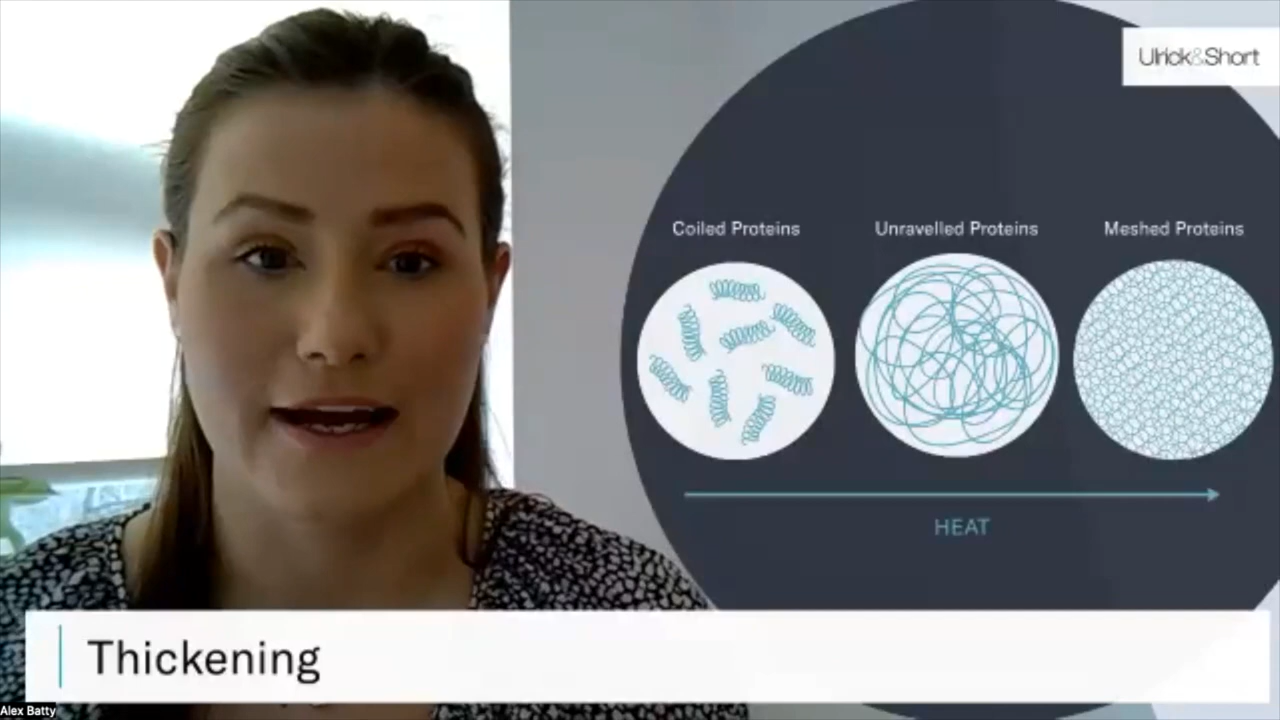 Ulrick&Short
Coiled Proteins
Unravelled Proteins
Meshed Proteins
HEAT
Thickening
Alex Batty